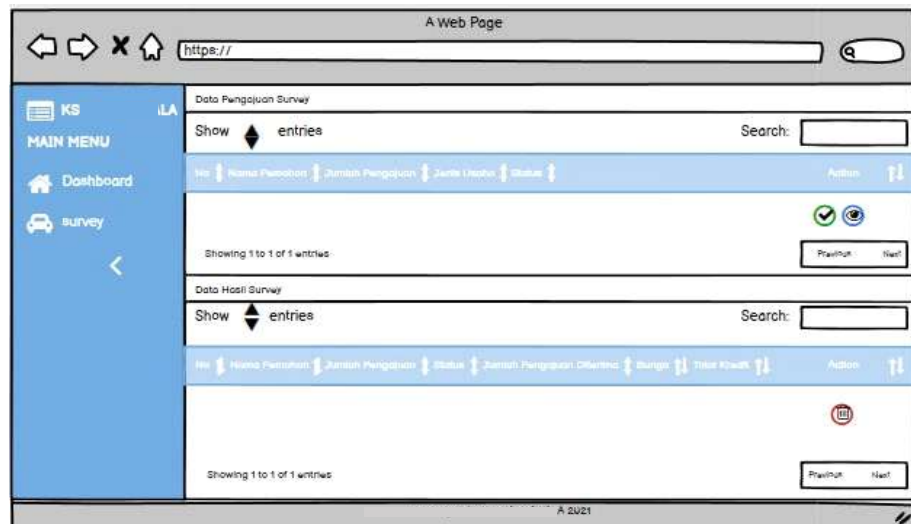 A Web Page
https://
KS ALA
MAIN MENU
Dashboard
survey
Data Pengajuan Survey
Show entries Search:
No Nama Pemohon Jumlah Pengajuan Jenis Usaha Status Action
Showing 1 to 1 of 1 entries Previous Next
Data Hasil Survey
Show entries Search:
No Nama Pemohon Jumlah Pengajuan Status Jumlah Pengajuan Diterima Bunga Total Kredit Action
Showing 1 to 1 of 1 entries Previous Next
A 2021